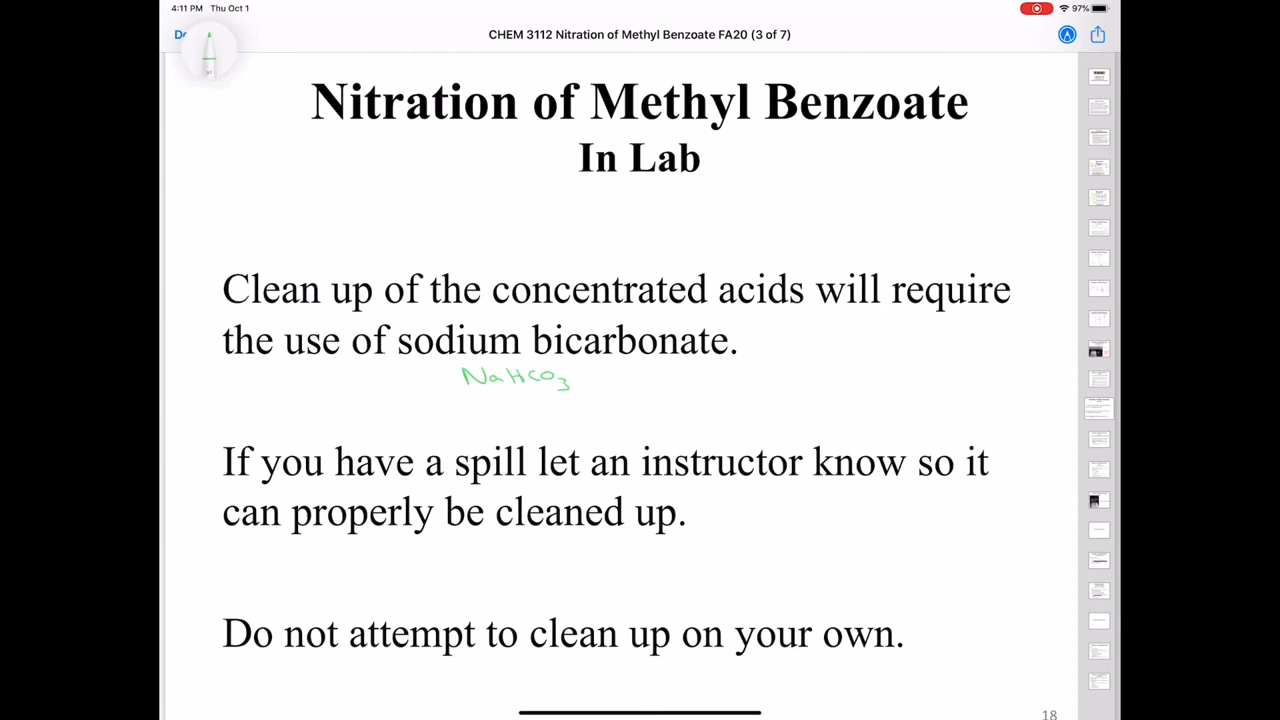 4:11 PM Thu Oct 1
97%
CHEM 3112 Nitration of Methyl Benzoate FA20 (3 of 7)
Nitration of Methyl Benzoate
In Lab
Clean up of the concentrated acids will require
the use of sodium bicarbonate.
NaHCO3
If you have a spill let an instructor know so it
can properly be cleaned up.
Do not attempt to clean up on your own.
18